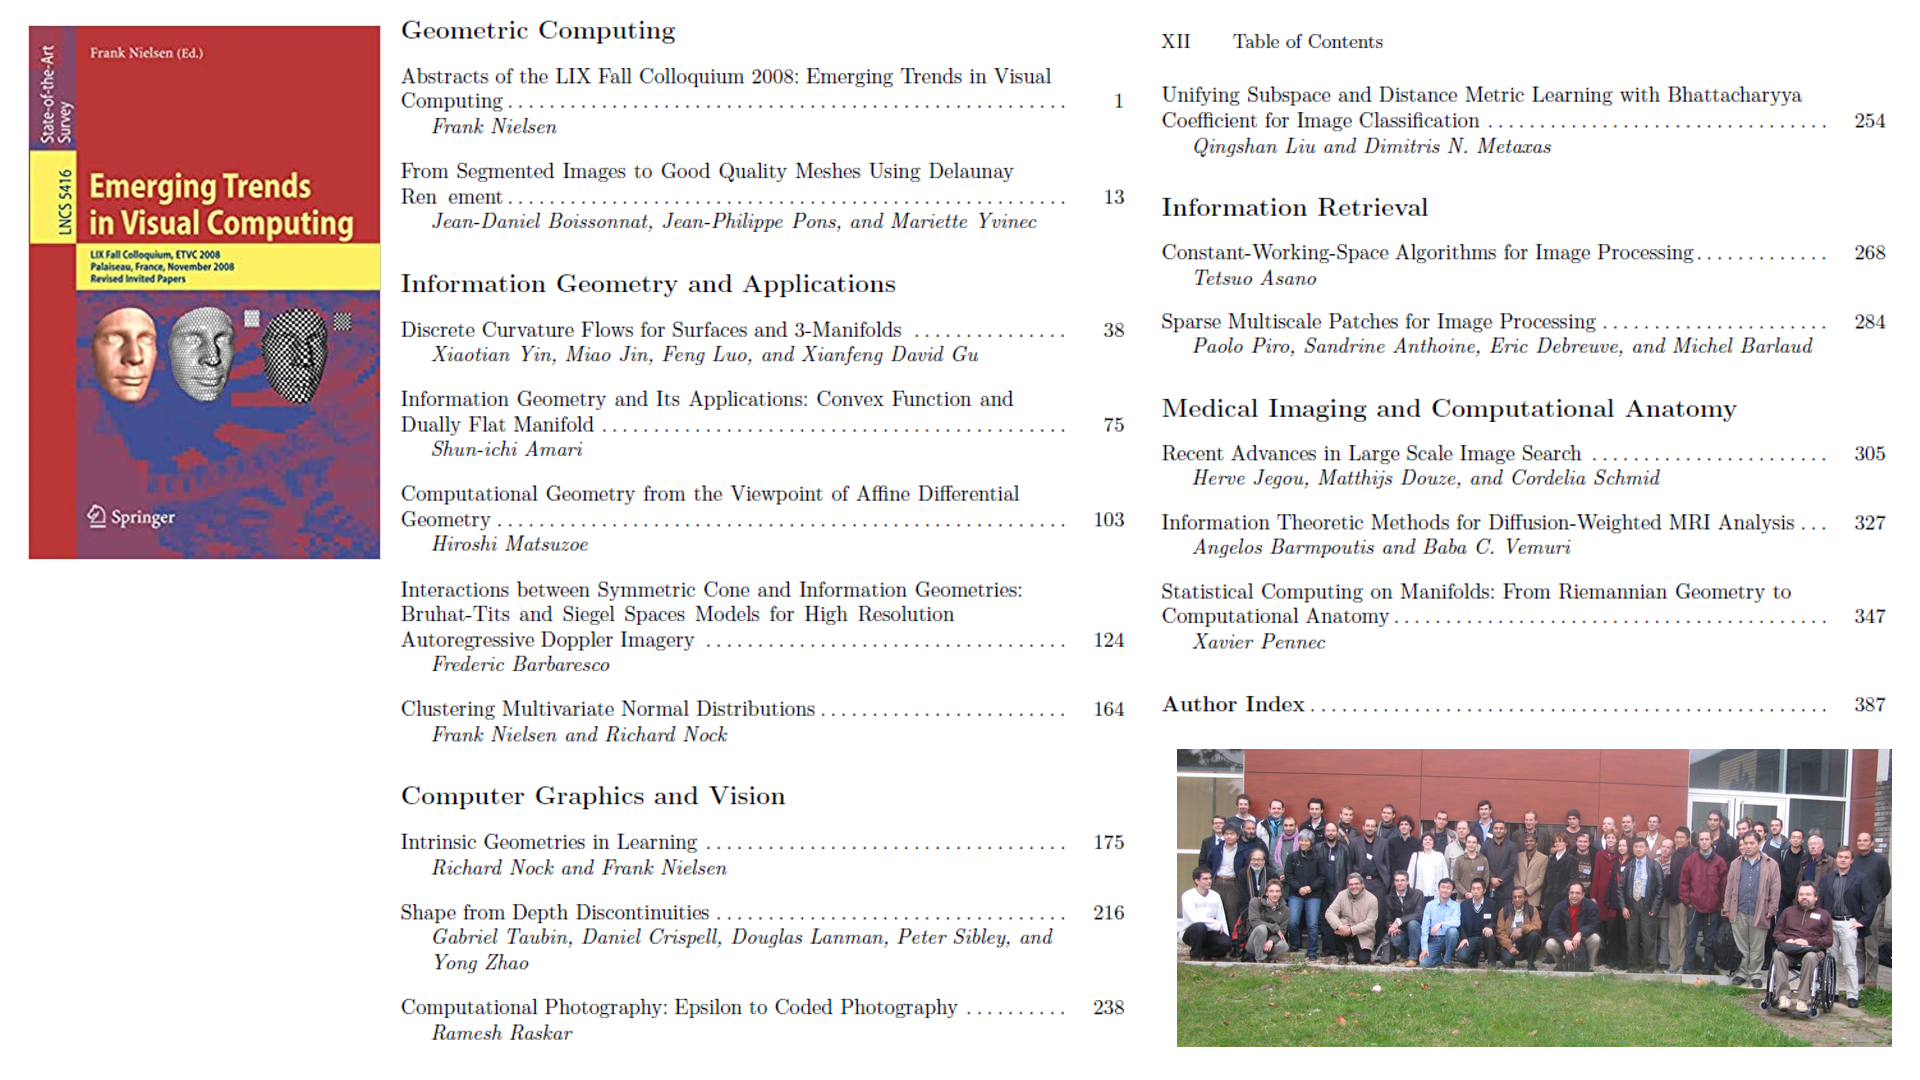 State-of-the-Art
Survey
LNCS 5416
Frank Nielsen (Ed.)
Emerging Trends
in Visual Computing
LIX Fall Colloquium, ETVC 2008
Palaiseau, France, November 2008
Revised Invited Papers
Springer
Geometric Computing
Abstracts of the LIX Fall Colloquium 2008: Emerging Trends in Visual
Computing . . . . . . . . . . 1
Frank Nielsen
From Segmented Images to Good Quality Meshes Using Delaunay
Ren ement . . . . . . . . . . 13
Jean-Daniel Boissonnat, Jean-Philippe Pons, and Mariette Yvinec
Information Geometry and Applications
Discrete Curvature Flows for Surfaces and 3-Manifolds . . . . . . . . . . 38
Xiaotian Yin, Miao Jin, Feng Luo, and Xianfeng David Gu
Information Geometry and Its Applications: Convex Function and
Dually Flat Manifold . . . . . . . . . . 75
Shun-ichi Amari
Computational Geometry from the Viewpoint of Affine Differential
Geometry . . . . . . . . . . 103
Hiroshi Matsuzoe
Interactions between Symmetric Cone and Information Geometries:
Bruhat-Tits and Siegel Spaces Models for High Resolution
Autoregressive Doppler Imagery . . . . . . . . . . 124
Frederic Barbaresco
Clustering Multivariate Normal Distributions . . . . . . . . . . 164
Frank Nielsen and Richard Nock
Computer Graphics and Vision
Intrinsic Geometries in Learning . . . . . . . . . . 175
Richard Nock and Frank Nielsen
Shape from Depth Discontinuities . . . . . . . . . . 216
Gabriel Taubin, Daniel Crispell, Douglas Lanman, Peter Sibley, and
Yong Zhao
Computational Photography: Epsilon to Coded Photography . . . . . . . . . . 238
Ramesh Raskar
XII Table of Contents
Unifying Subspace and Distance Metric Learning with Bhattacharyya
Coefficient for Image Classification . . . . . . . . . . 254
Qingshan Liu and Dimitris N. Metaxas
Information Retrieval
Constant-Working-Space Algorithms for Image Processing . . . . . . . . . . 268
Tetsuo Asano
Sparse Multiscale Patches for Image Processing . . . . . . . . . . 284
Paolo Piro, Sandrine Anthoine, Eric Debreuve, and Michel Barlaud
Medical Imaging and Computational Anatomy
Recent Advances in Large Scale Image Search . . . . . . . . . . 305
Herve Jegou, Matthijs Douze, and Cordelia Schmid
Information Theoretic Methods for Diffusion-Weighted MRI Analysis . . . 327
Angelos Barmpoutis and Baba C. Vemuri
Statistical Computing on Manifolds: From Riemannian Geometry to
Computational Anatomy . . . . . . . . . . 347
Xavier Pennec
Author Index . . . . . . . . . . 387